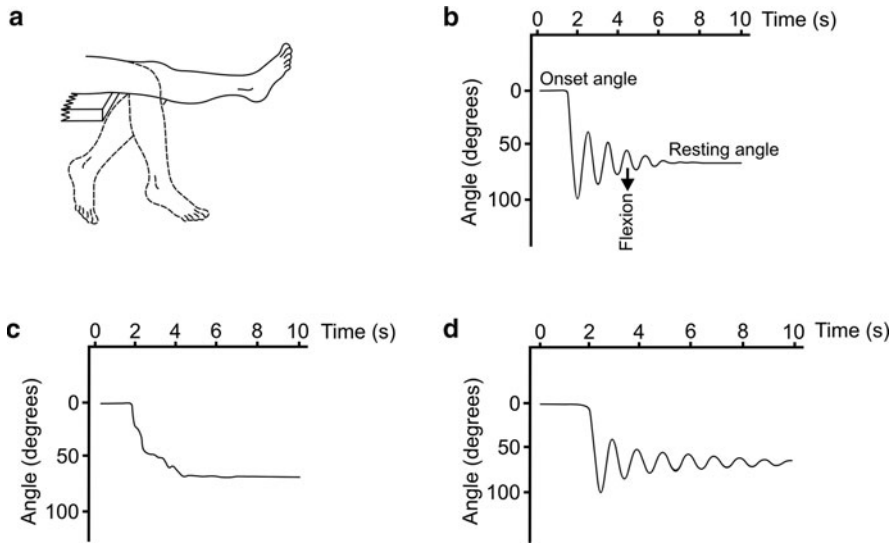 a
b
0 2 4 6 8 10 Time (s)
Angle (degrees)
0
50
100
Onset angle
Resting angle
Flexion
c
0 2 4 6 8 10 Time (s)
Angle (degrees)
0
50
100
d
0 2 4 6 8 10 Time (s)
Angle (degrees)
0
50
100